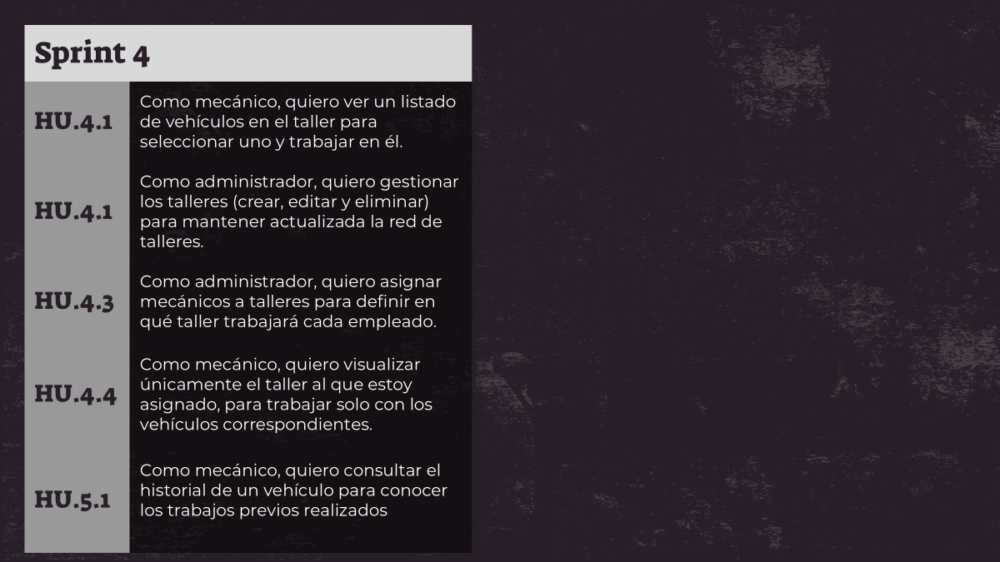 Sprint 4
HU.4.1
Como mecánico, quiero ver un listado
de vehículos en el taller para
seleccionar uno y trabajar en él.
HU.4.1
Como administrador, quiero gestionar
los talleres (crear, editar y eliminar)
para mantener actualizada la red de
talleres.
HU.4.3
Como administrador, quiero asignar
mecánicos a talleres para definir en
qué taller trabajará cada empleado.
HU.4.4
Como mecánico, quiero visualizar
únicamente el taller al que estoy
asignado, para trabajar solo con los
vehículos correspondientes.
HU.5.1
Como mecánico, quiero consultar el
historial de un vehículo para conocer
los trabajos previos realizados